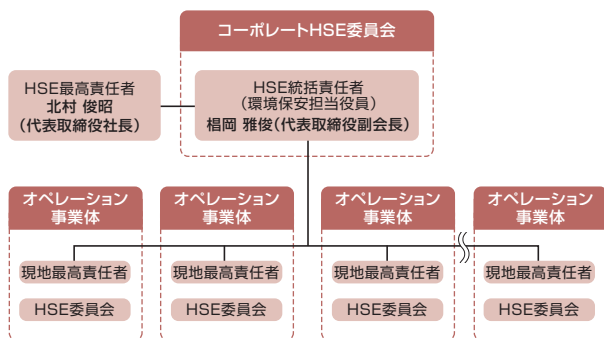 コーポレートHSE委員会
HSE最高責任者
北村 俊昭
(代表取締役社長)
HSE統括責任者
(環境保安担当役員)
椙岡 雅俊(代表取締役副会長)
オペレーション
事業体
オペレーション
事業体
オペレーション
事業体
オペレーション
事業体
現地最高責任者
現地最高責任者
現地最高責任者
現地最高責任者
HSE委員会
HSE委員会
HSE委員会
HSE委員会